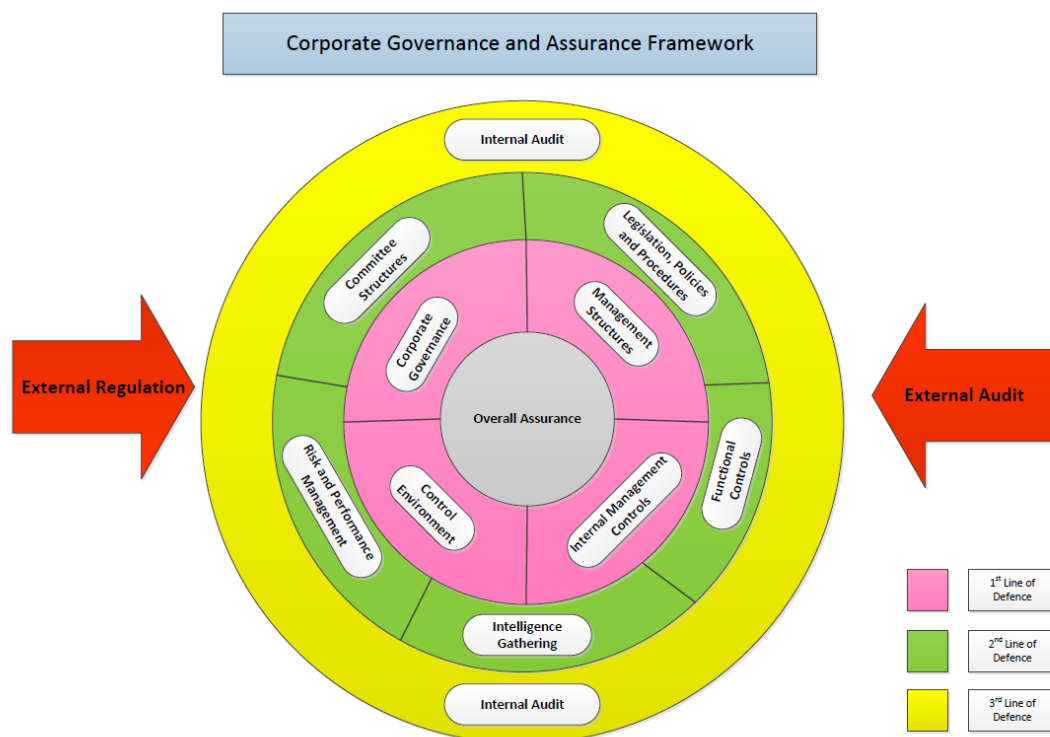 Corporate Governance and Assurance Framework
Internal Audit
Committee
Structures
Legislation, Policies
and Procedures
Corporate
Governance
Management
Structures
External Regulation
Overall Assurance
External Audit
Risk and Performance
Management
Control
Environment
Internal Management
Controls
Functional
Controls
Intelligence
Gathering
Internal Audit
1st Line of
Defence
2nd Line of
Defence
3rd Line of
Defence